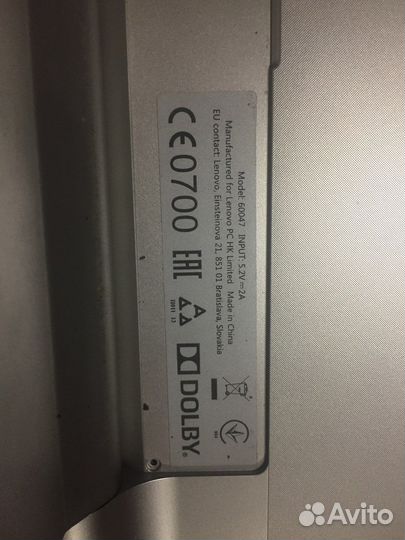 Model: 60047 INPUT: 5.2V⎓2A
Manufactured for Lenovo PC HK Limited Made in China
EU contact: Lenovo, Einsteinova 21, 851 01 Bratislava, Slovakia
CE0700 EAC
DOLBY®
Avito